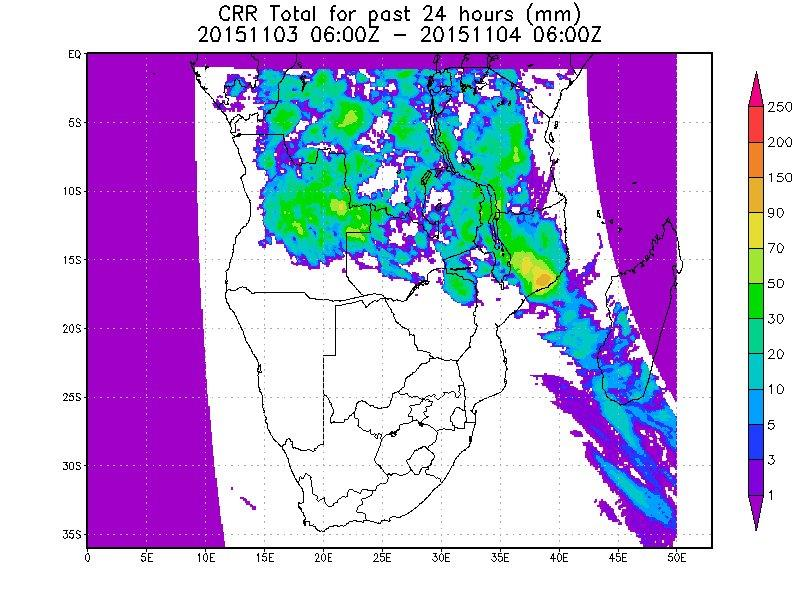 CRR Total for past 24 hours (mm)
20151103 06:00Z – 20151104 06:00Z
EQ
5S
10S
15S
20S
25S
30S
35S
0
5E
10E
15E
20E
25E
30E
35E
40E
45E
50E
250
200
150
90
70
50
30
20
10
5
3
1